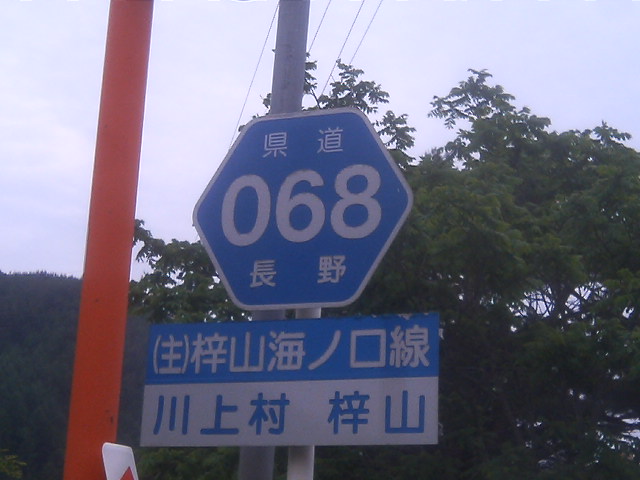 県道
068
長野
(主)梓山海ノ口線
川上村 梓山